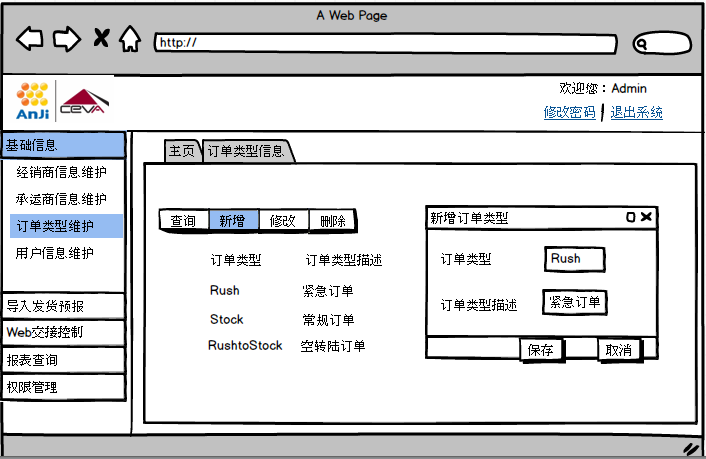 A Web Page
http://
AnJi CEVA
欢迎您：Admin
修改密码 | 退出系统
基础信息
经销商信息维护
承运商信息维护
订单类型维护
用户信息维护
导入发货预报
Web交接控制
报表查询
权限管理
主页 订单类型信息
查询 新增 修改 删除
订单类型 订单类型描述
Rush 紧急订单
Stock 常规订单
RushtoStock 空转陆订单
新增订单类型
订单类型 Rush
订单类型描述 紧急订单
保存 取消